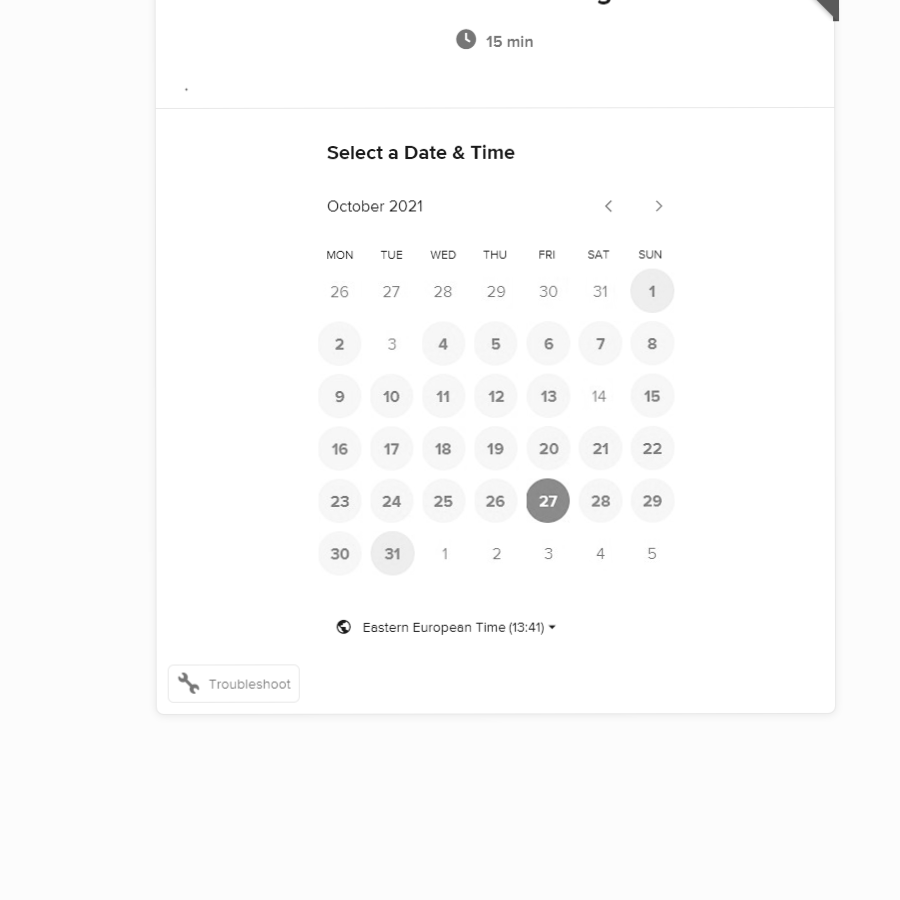 15 min
.
Select a Date & Time
October 2021
MON TUE WED THU FRI SAT SUN
26 27 28 29 30 31 1
2 3 4 5 6 7 8
9 10 11 12 13 14 15
16 17 18 19 20 21 22
23 24 25 26 27 28 29
30 31 1 2 3 4 5
Eastern European Time (13:41)
Troubleshoot